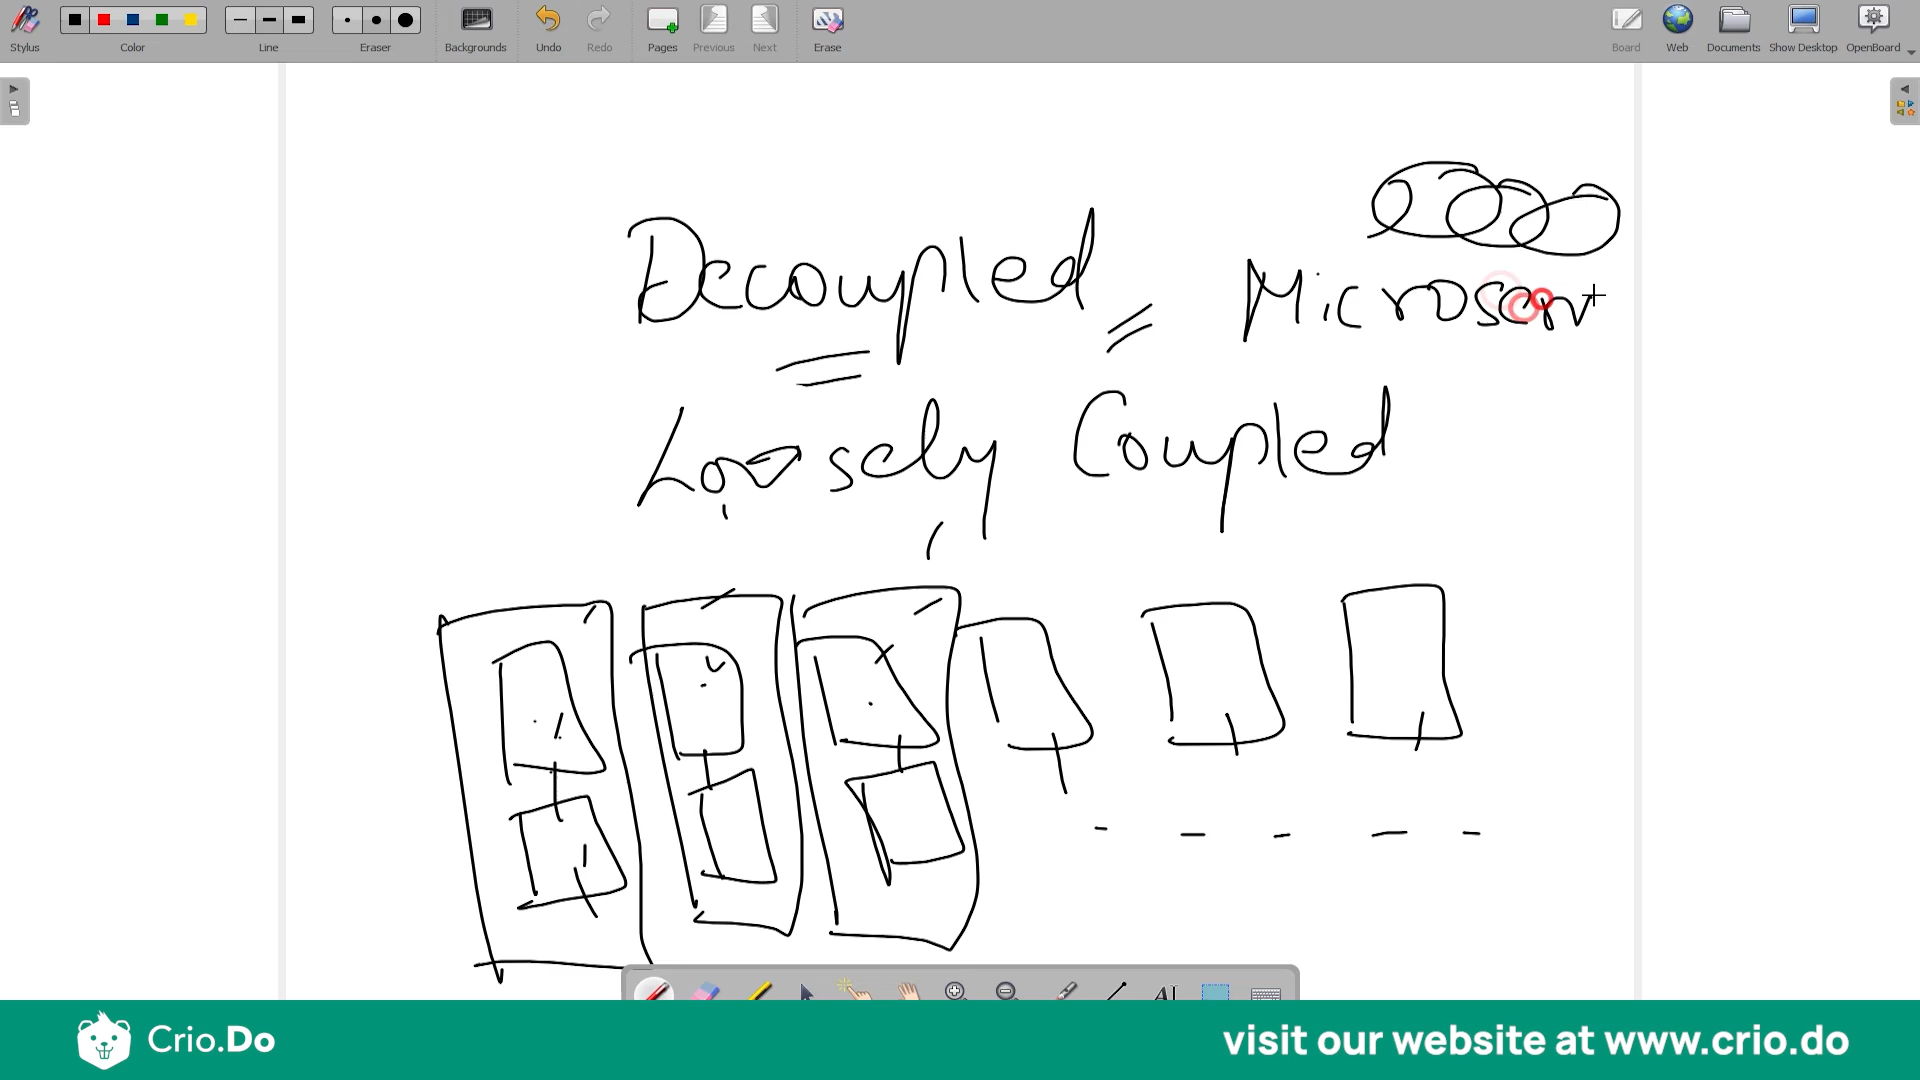 Stylus Color Line Eraser Backgrounds Undo Redo Pages Previous Next Erase Board Web Documents Show Desktop OpenBoard
Decoupled = Microserv
Loosely Coupled
Crio.Do visit our website at www.crio.do